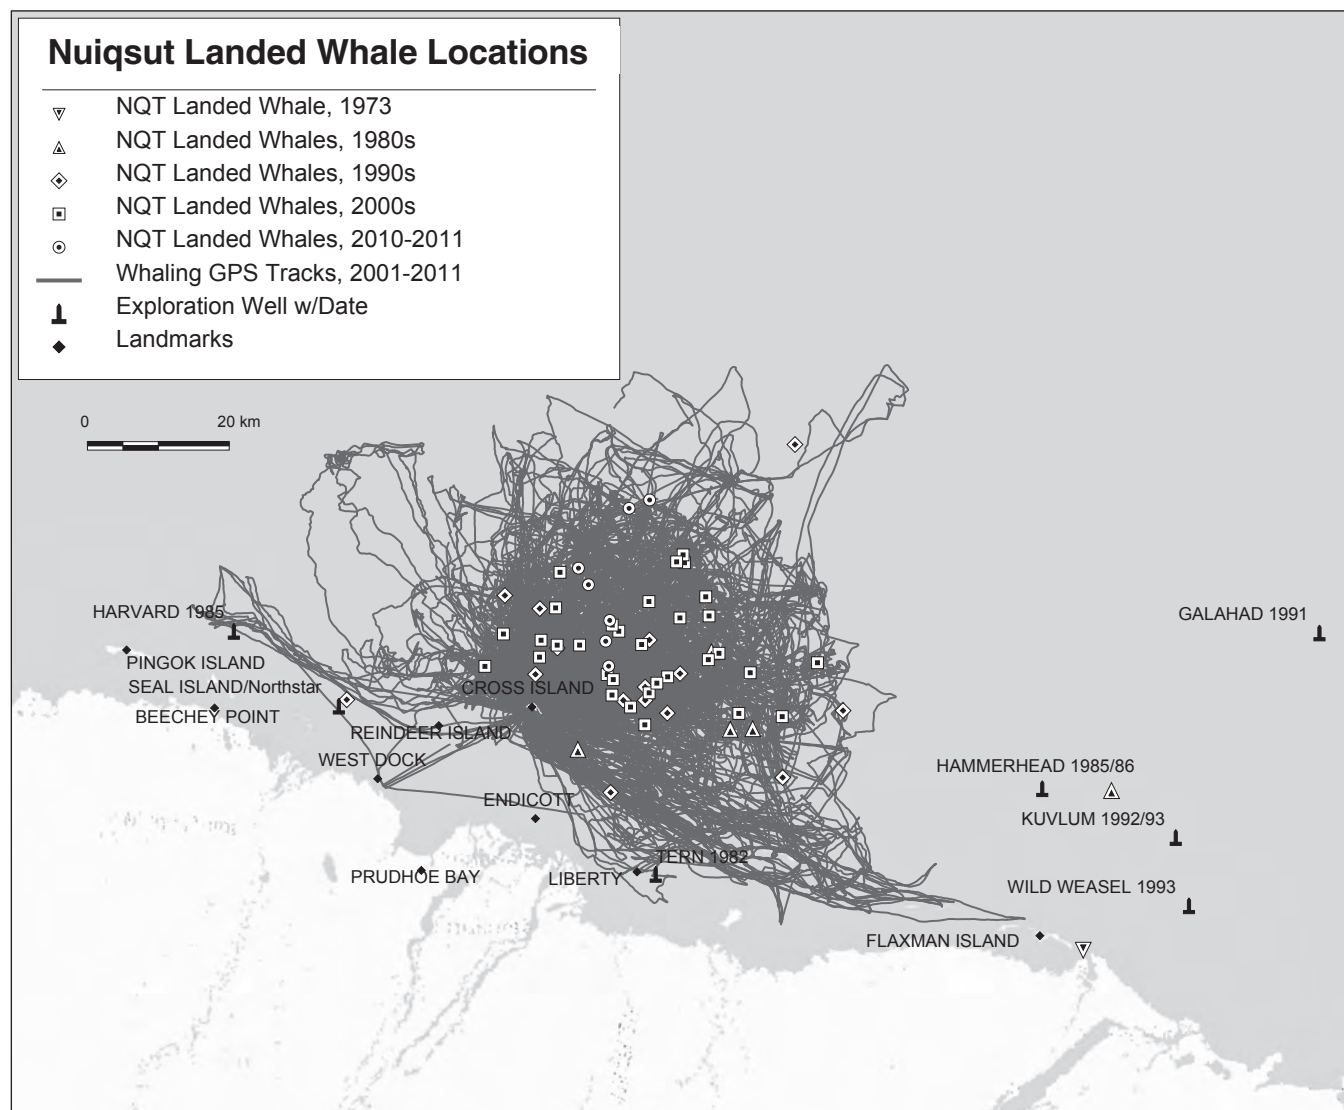 Nuiqsut Landed Whale Locations
NQT Landed Whale, 1973
NQT Landed Whales, 1980s
NQT Landed Whales, 1990s
NQT Landed Whales, 2000s
NQT Landed Whales, 2010-2011
Whaling GPS Tracks, 2001-2011
Exploration Well w/Date
Landmarks
0 20 km
HARVARD 1985
GALAHAD 1991
PINGOK ISLAND
SEAL ISLAND/Northstar
CROSS ISLAND
BEECHEY POINT
REINDEER ISLAND
WEST DOCK
HAMMERHEAD 1985/86
ENDICOTT
KUVLUM 1992/93
TERN 1982
PRUDHOE BAY
LIBERTY
WILD WEASEL 1993
FLAXMAN ISLAND